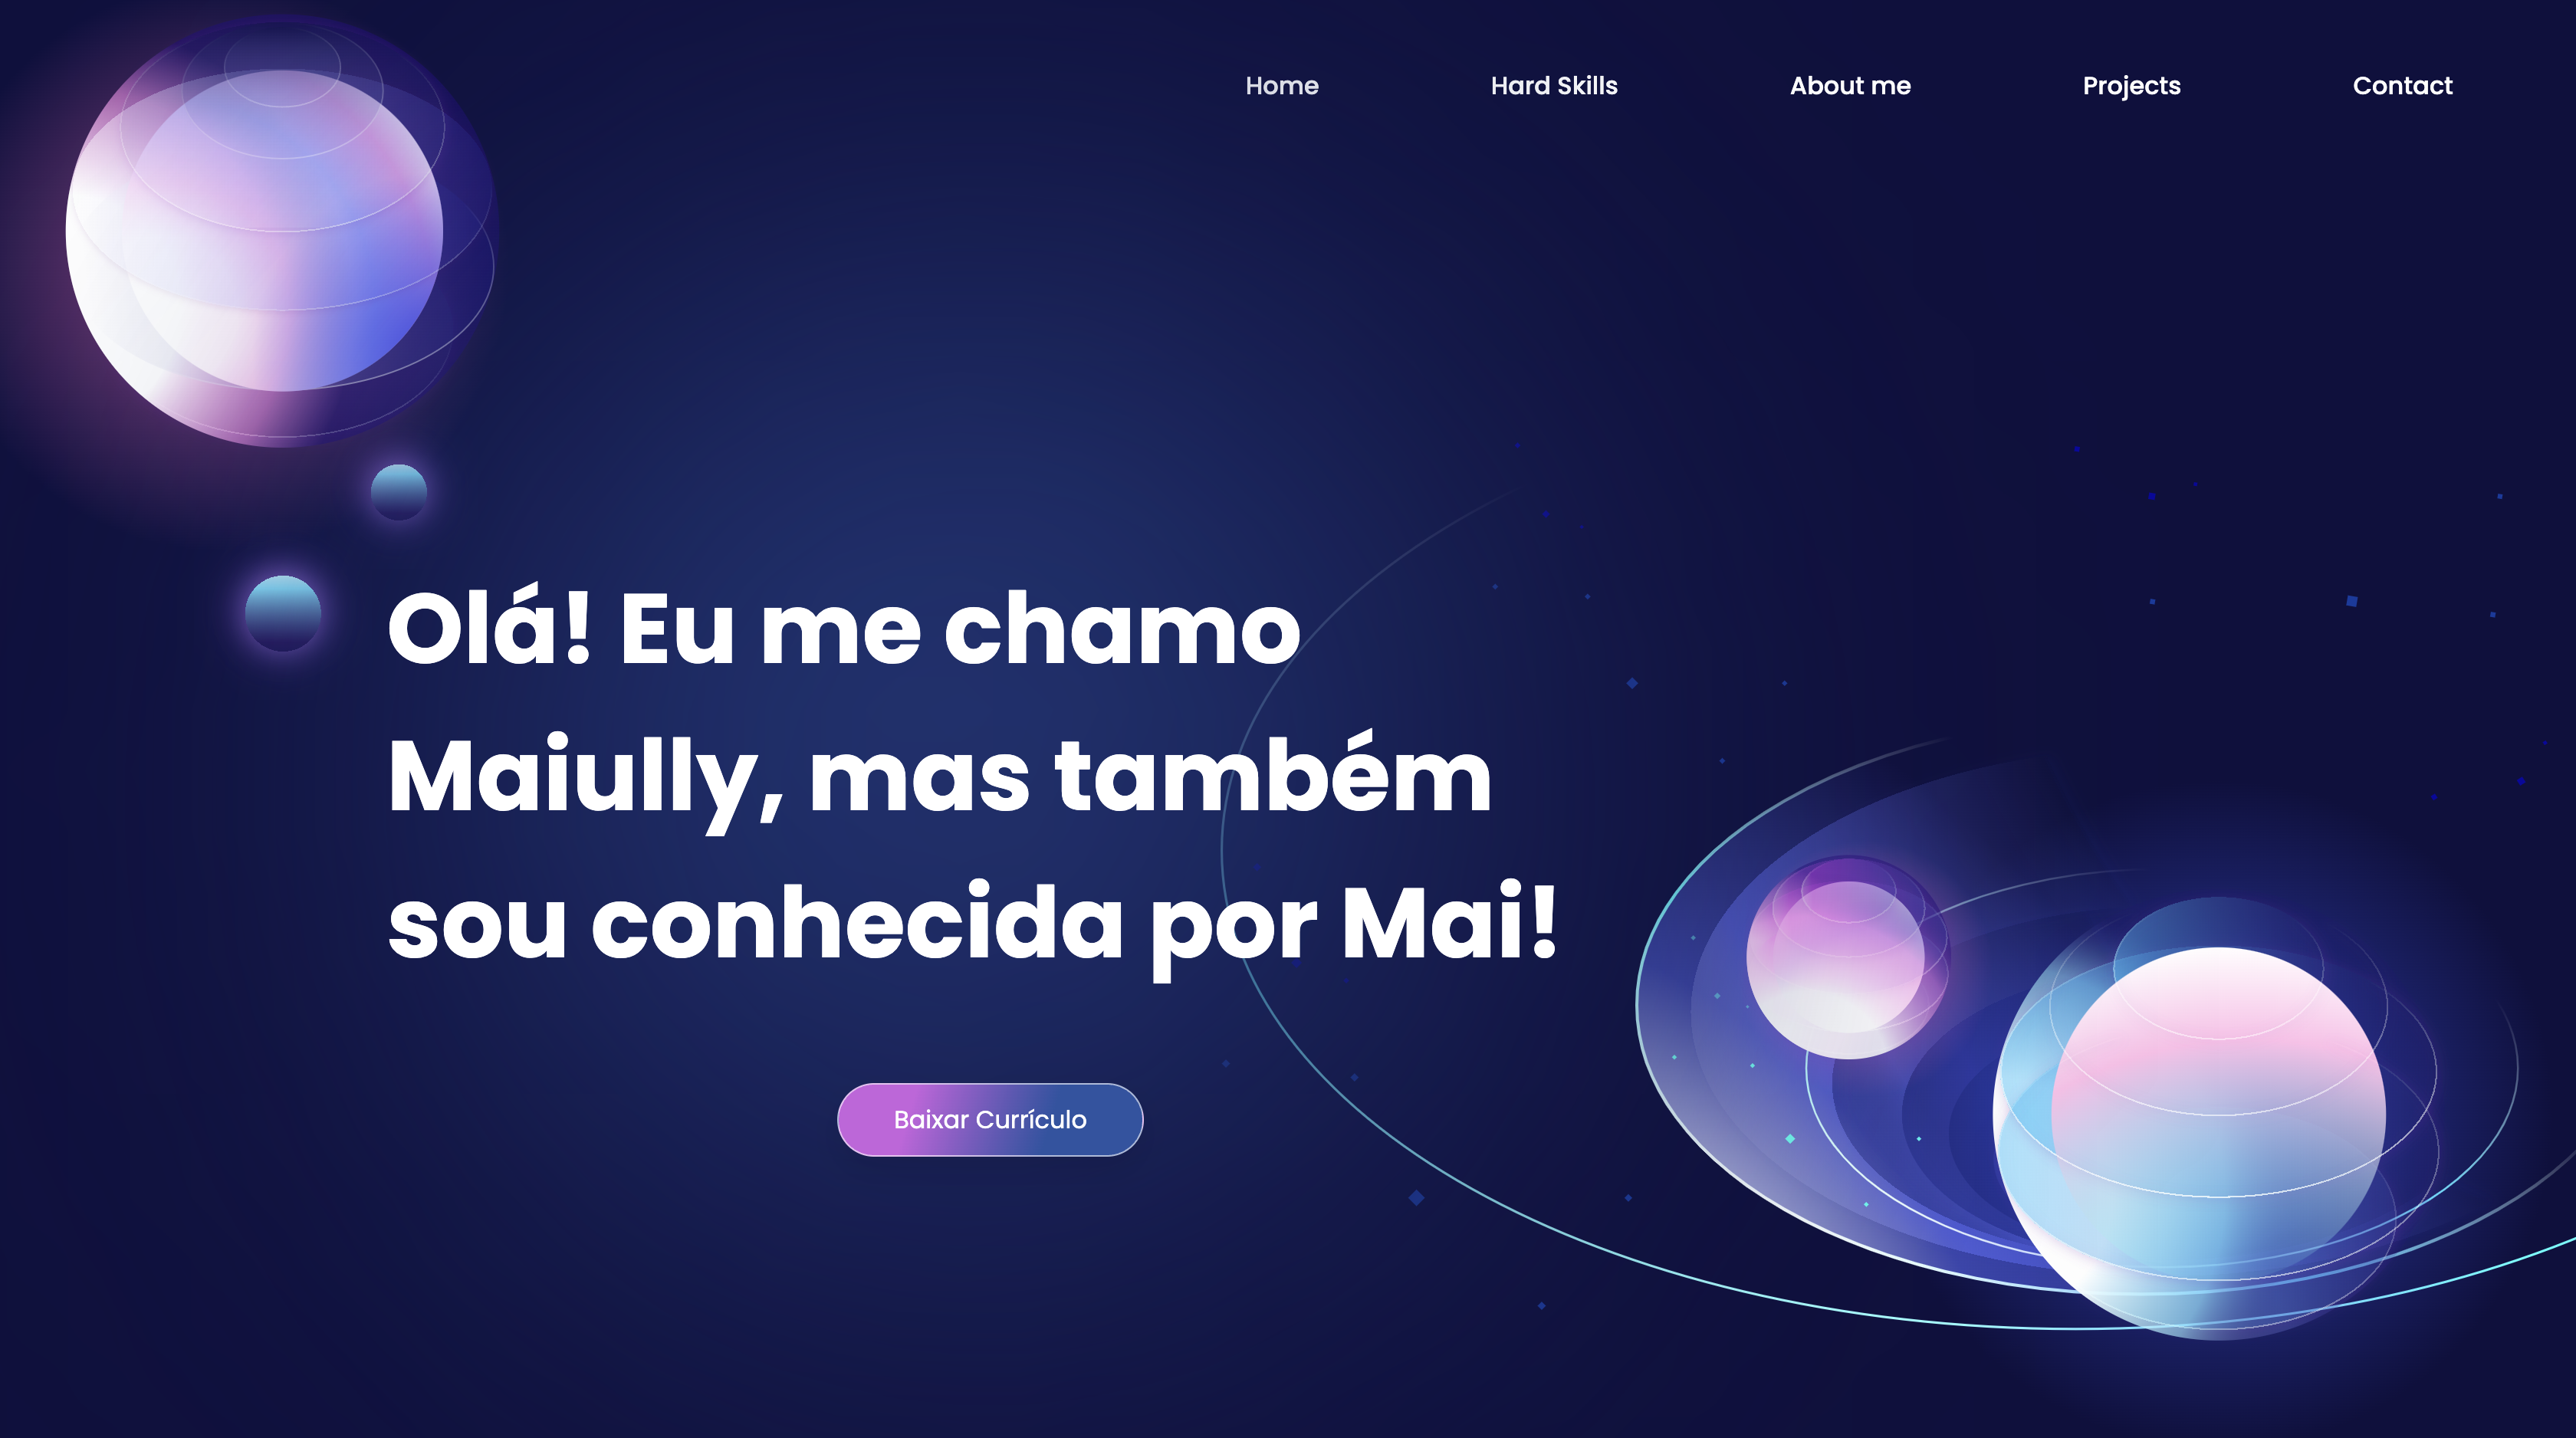 Home Hard Skills About me Projects Contact
Olá! Eu me chamo
Maiully, mas também
sou conhecida por Mai!
Baixar Currículo